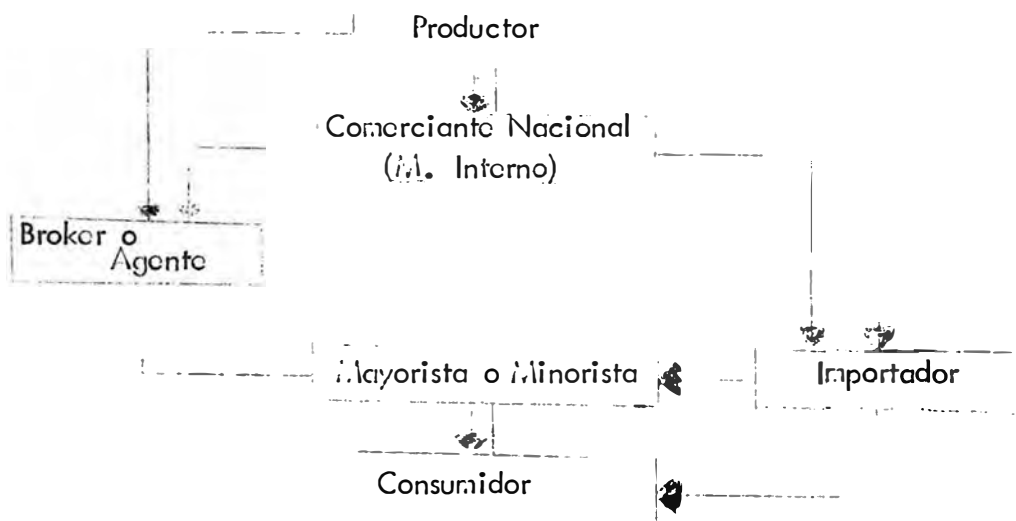 Productor
Comerciante Nacional
(M. Interno)
Broker o
Agente
Mayorista o Minorista
Importador
Consumidor